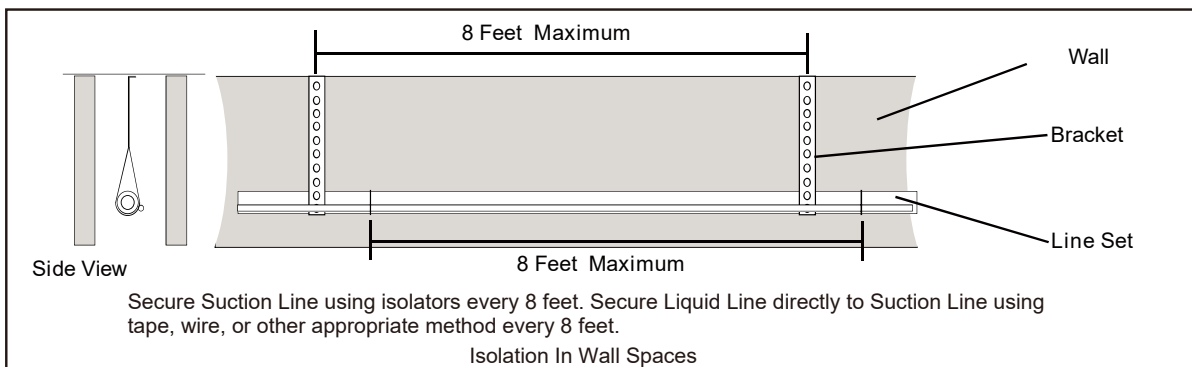 8 Feet Maximum
Wall
Bracket
Line Set
Side View
8 Feet Maximum
Secure Suction Line using isolators every 8 feet. Secure Liquid Line directly to Suction Line using
tape, wire, or other appropriate method every 8 feet.
Isolation In Wall Spaces